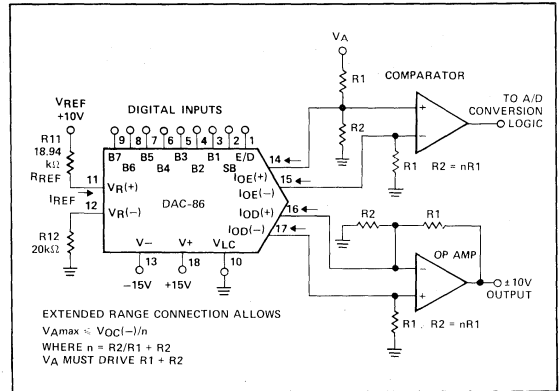 VA
R1
COMPARATOR
VREF
+10V
DIGITAL INPUTS
TO A/D
CONVERSION
LOGIC
R11
18.94
kΩ
RREF
IREF
9 8 7 6 5 4 3 2 1
B7 B5 B3 B1 E/D
B6 B4 B2 SB
14
+
R2
−
R1 R2 = nR1
IOE(+)
15
IOE(−)
11
VR(+)
16
IOD(+)
12
VR(−)
DAC-86
17
IOD(−)
R2
R1
R12
20kΩ
V− V+ VLC
13 18 10
−15V +15V
OP AMP
−
+
±10V
OUTPUT
R1 . R2 = nR1
EXTENDED RANGE CONNECTION ALLOWS
VAmax ≤ VOC(−)/n
WHERE n = R2/R1 + R2
VA MUST DRIVE R1 + R2